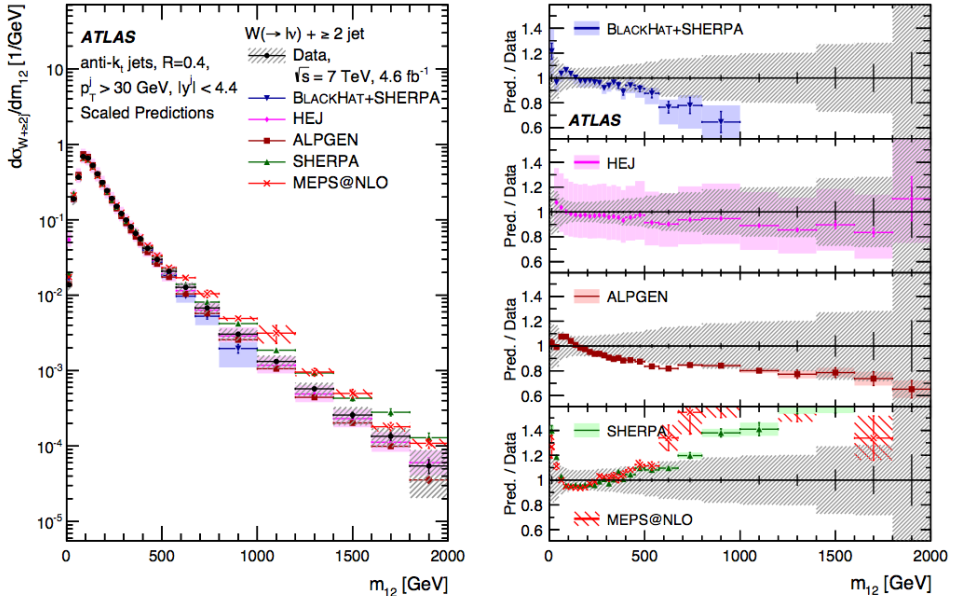 dσ_W+≥2j/dm₁₂ [1/GeV]
ATLAS
anti-kₜ jets, R=0.4,
p_T^j > 30 GeV, |y^j| < 4.4
Scaled Predictions
W(→ lν) + ≥ 2 jet
Data,
√s = 7 TeV, 4.6 fb⁻¹
BLACKHAT+SHERPA
HEJ
ALPGEN
SHERPA
MEPS@NLO
10
1
10⁻¹
10⁻²
10⁻³
10⁻⁴
10⁻⁵
0 500 1000 1500 2000
m₁₂ [GeV]
Pred. / Data
1.4
1.2
1
0.8
0.6
BLACKHAT+SHERPA
ATLAS
Pred. / Data
1.4
1.2
1
0.8
0.6
HEJ
Pred. / Data
1.4
1.2
1
0.8
0.6
ALPGEN
Pred. / Data
1.4
1.2
1
0.8
0.6
SHERPA
MEPS@NLO
0 500 1000 1500 2000
m₁₂ [GeV]